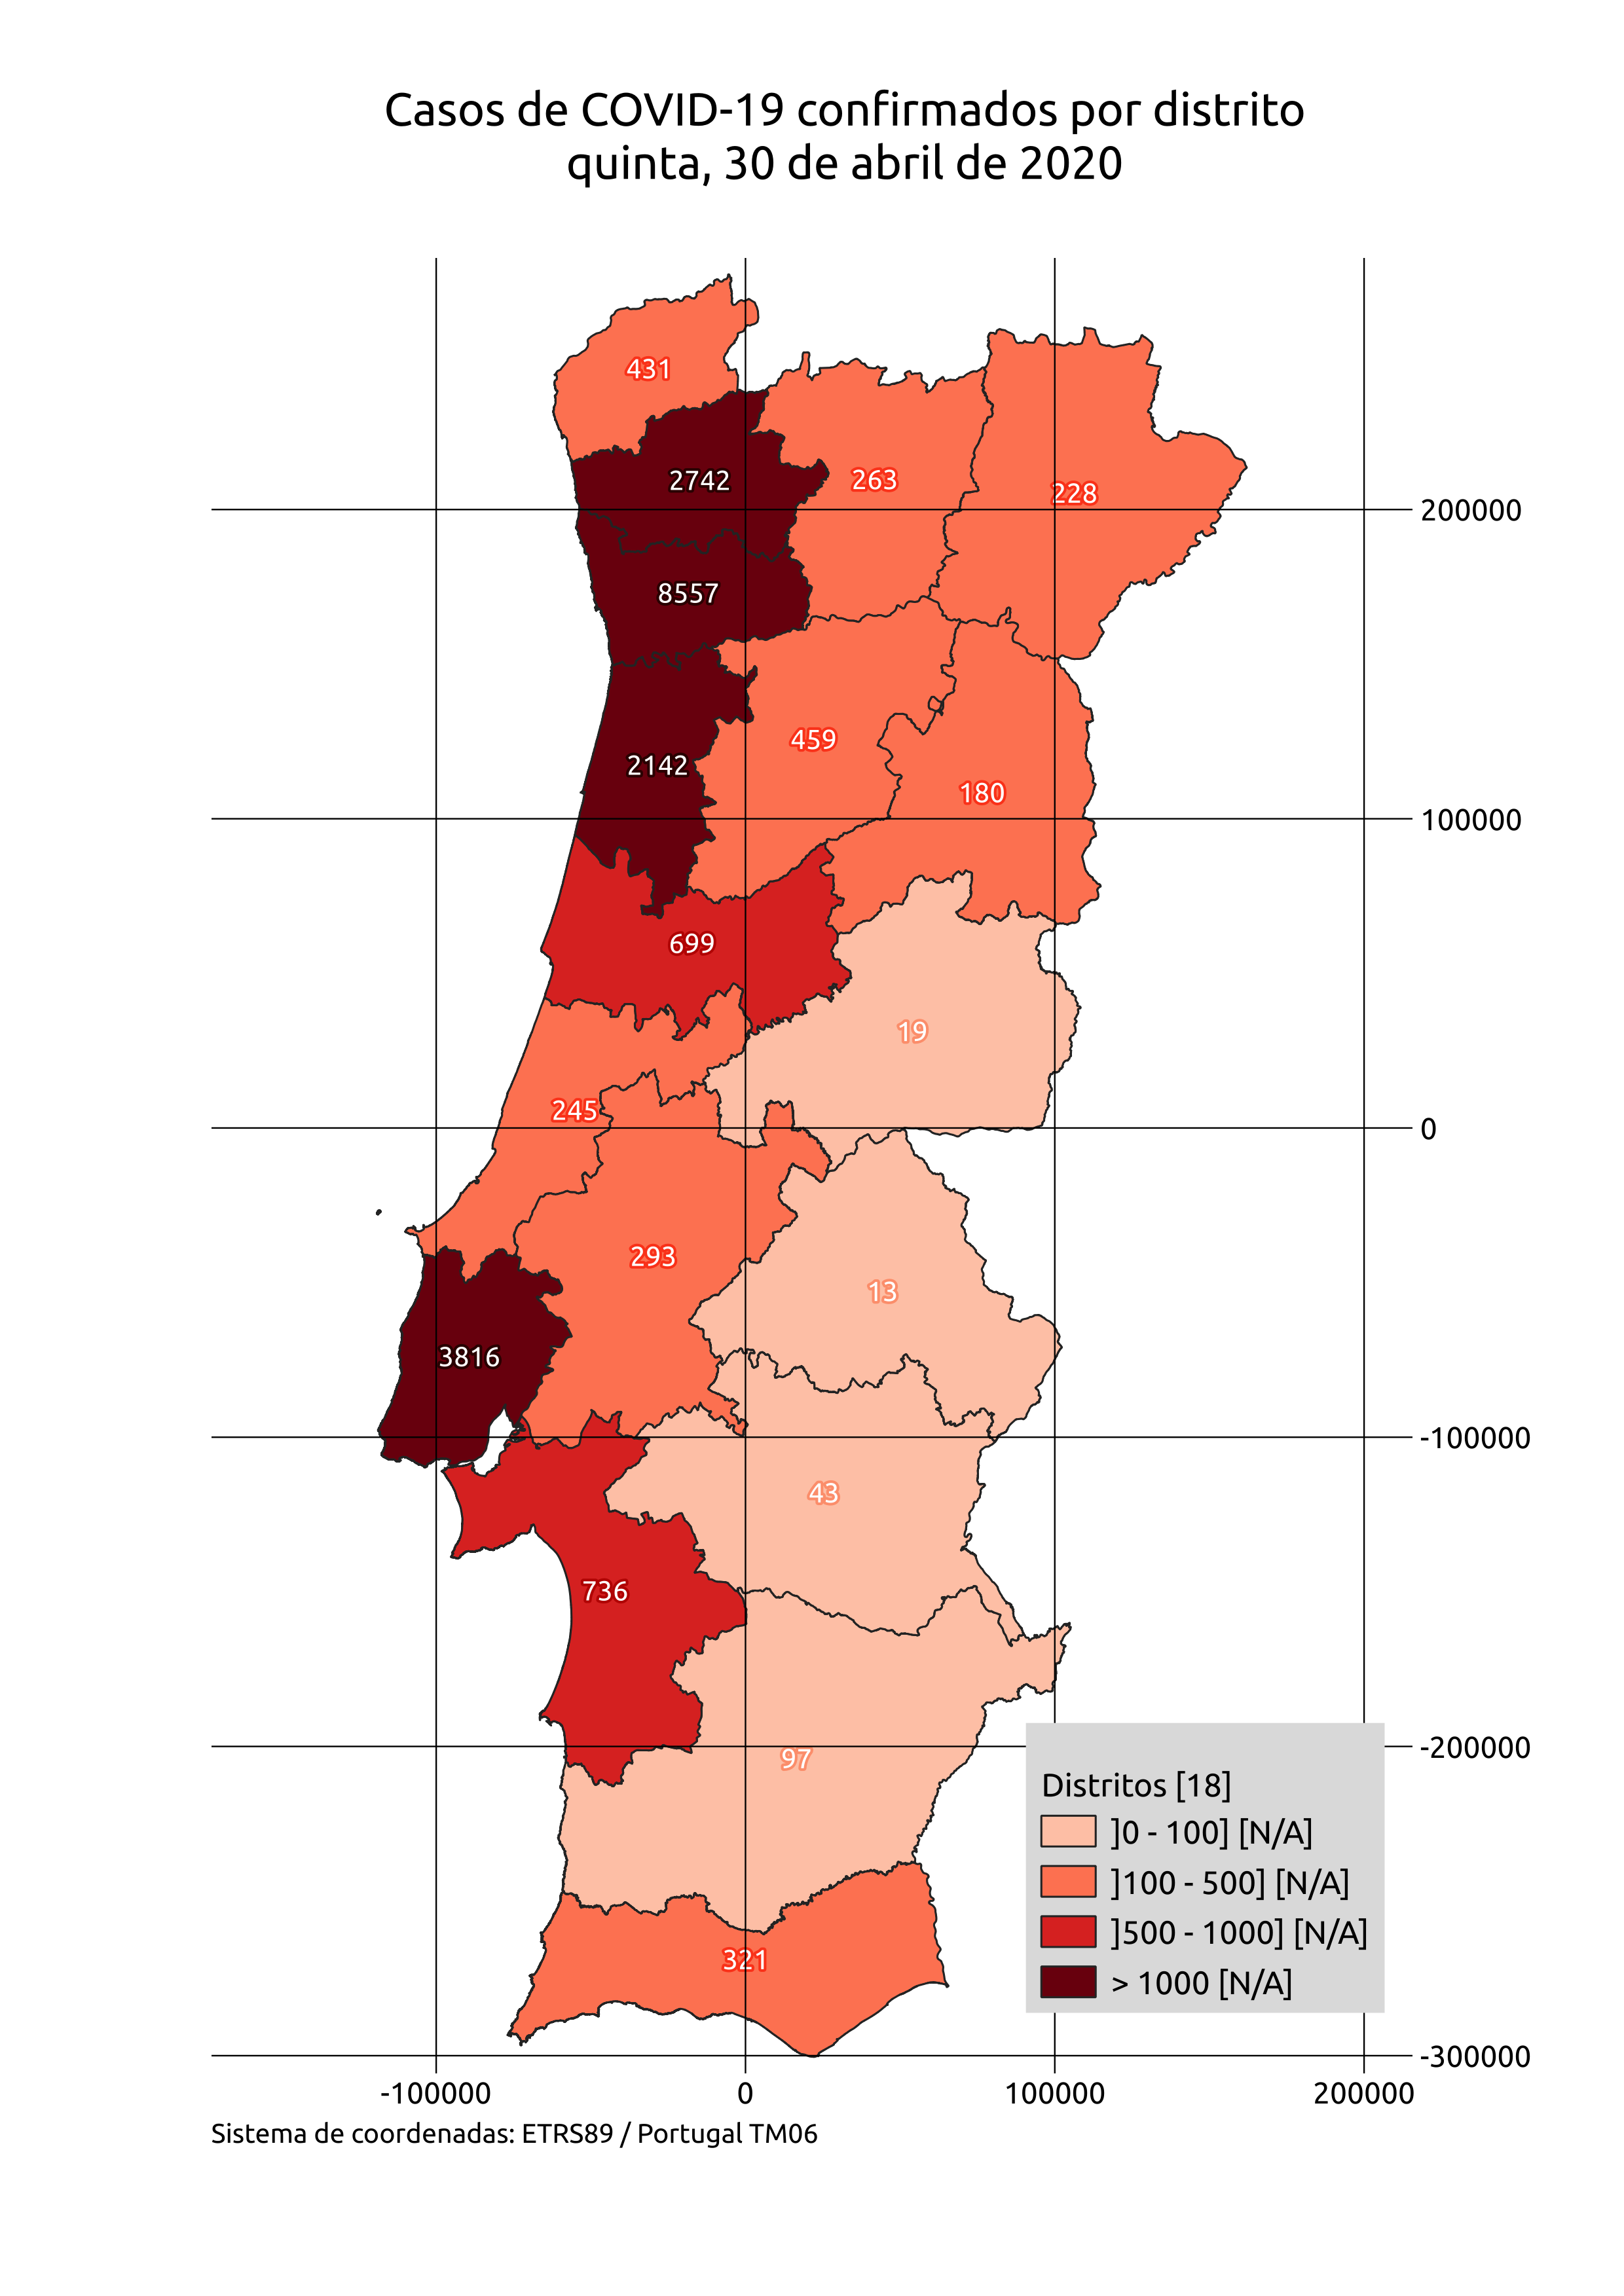 Casos de COVID-19 confirmados por distrito
quinta, 30 de abril de 2020
431
2742
263
228
200000
8557
459
2142
180
100000
699
19
245
0
293
13
3816
-100000
43
736
97
-200000
Distritos [18]
]0 - 100] [N/A]
]100 - 500] [N/A]
]500 - 1000] [N/A]
> 1000 [N/A]
321
-300000
-100000 0 100000 200000
Sistema de coordenadas: ETRS89 / Portugal TM06